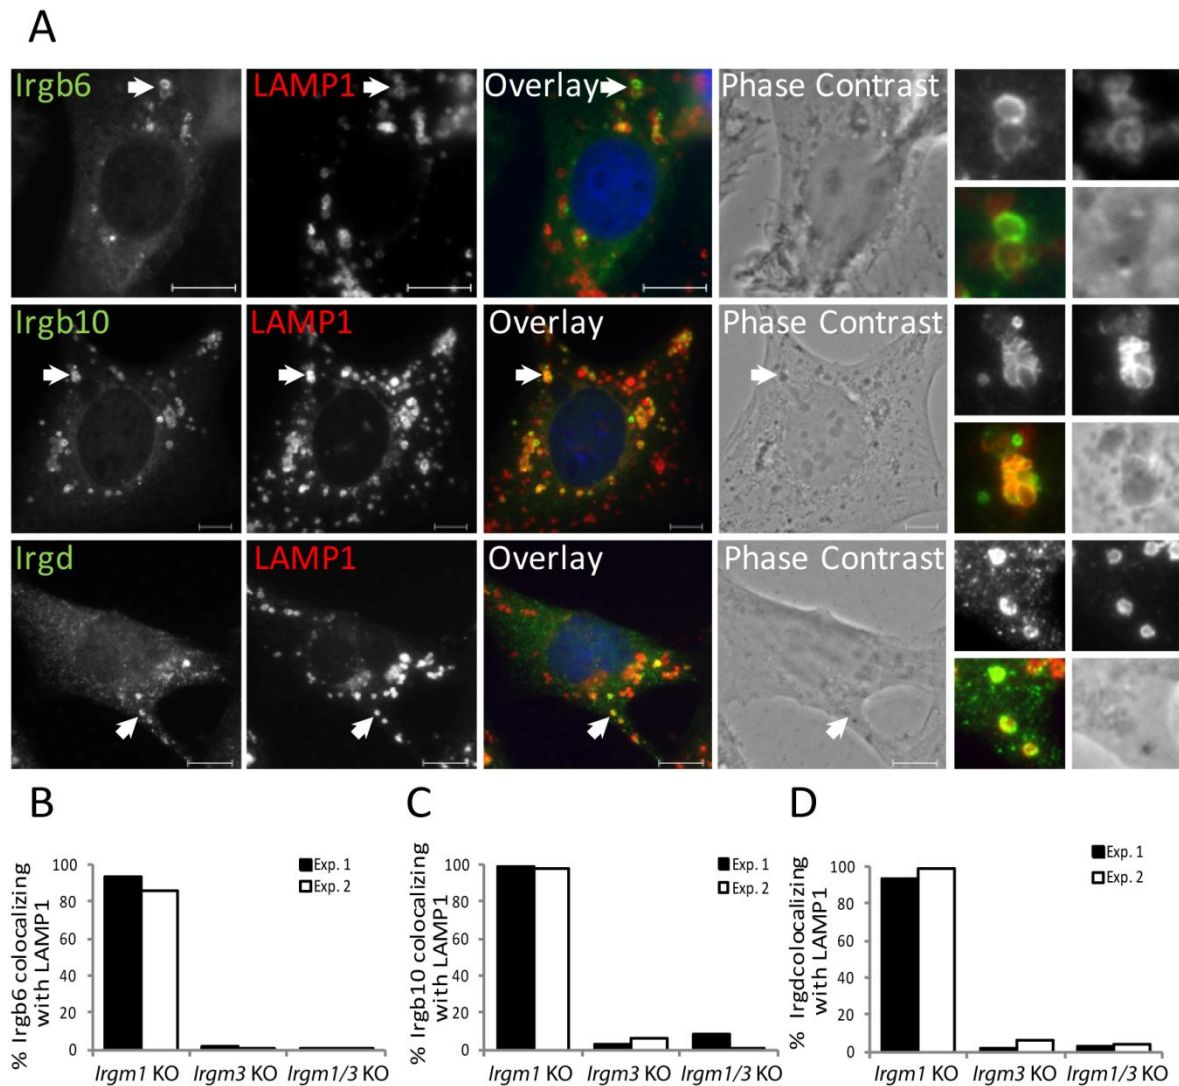 A
Irgb6
LAMP1
Overlay
Phase Contrast
Irgb10
LAMP1
Overlay
Phase Contrast
Irgd
LAMP1
Overlay
Phase Contrast
B
% Irgb6 colocalizing
with LAMP1
100
80
60
40
20
0
Exp. 1
Exp. 2
Irgm1 KO
Irgm3 KO
Irgm1/3 KO
C
% Irgb10 colocalizing
with LAMP1
100
80
60
40
20
0
Exp. 1
Exp. 2
Irgm1 KO
Irgm3 KO
Irgm1/3 KO
D
% Irgdcolocalizing
with LAMP1
100
80
60
40
20
0
Exp. 1
Exp. 2
Irgm1 KO
Irgm3 KO
Irgm1/3 KO